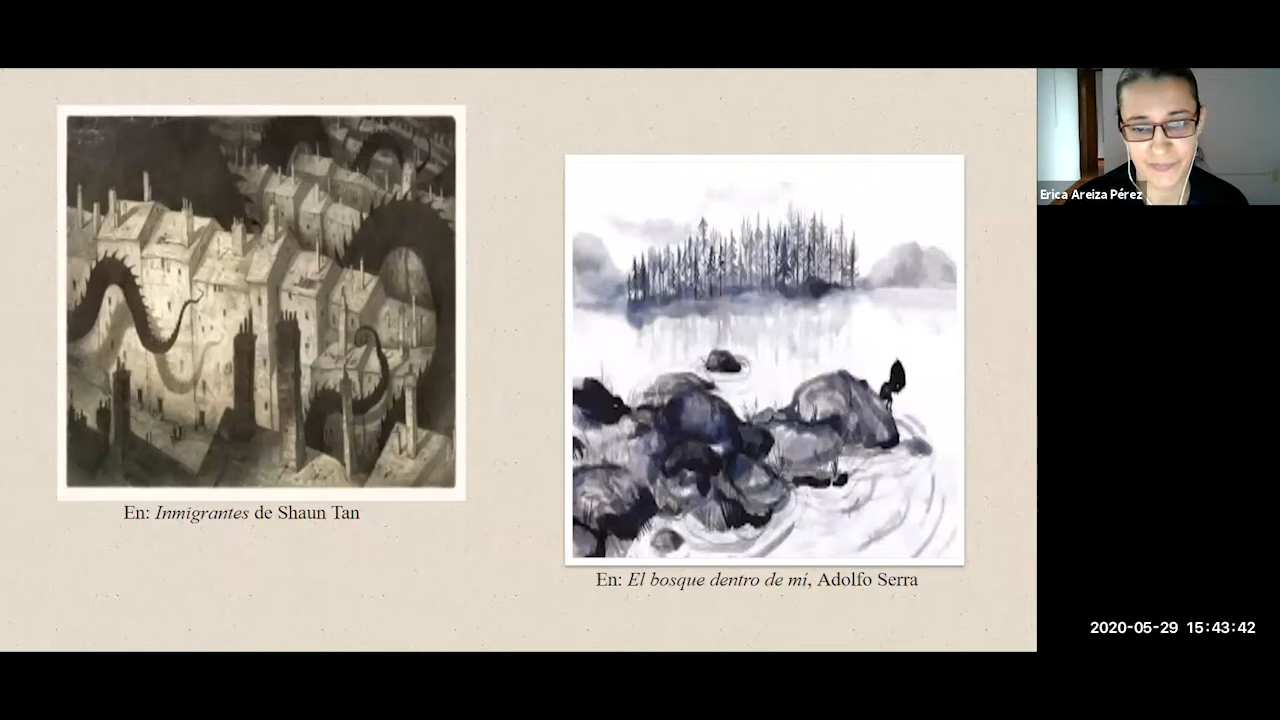 En: Inmigrantes de Shaun Tan
En: El bosque dentro de mí, Adolfo Serra
Erica Areiza Pérez
2020-05-29 15:43:42